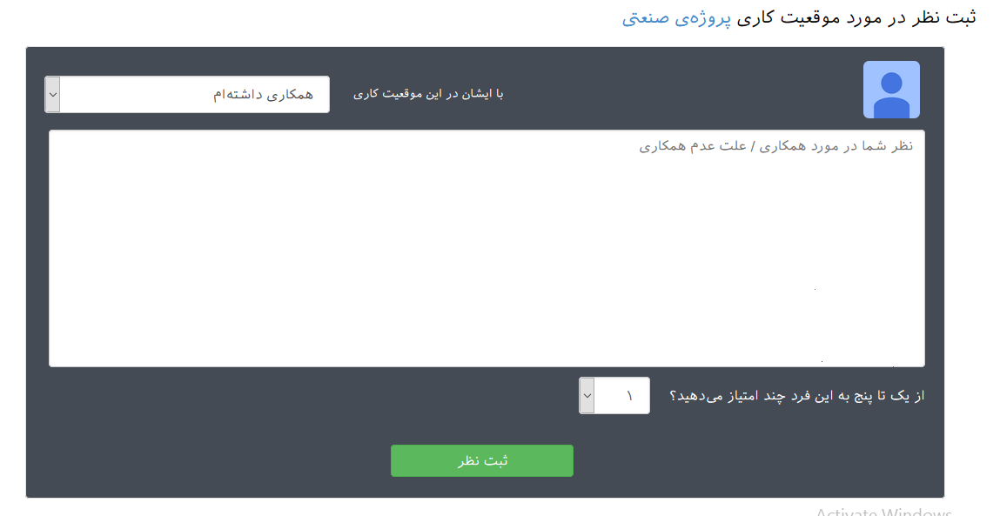 ثبت نظر در مورد موقعیت کاری پروژه‌ی صنعتی
با ایشان در این موقعیت کاری همکاری داشته‌ام
نظر شما در مورد همکاری / علت عدم همکاری
از یک تا پنج به این فرد چند امتیاز می‌دهید؟ ۱
ثبت نظر
Activate Windows